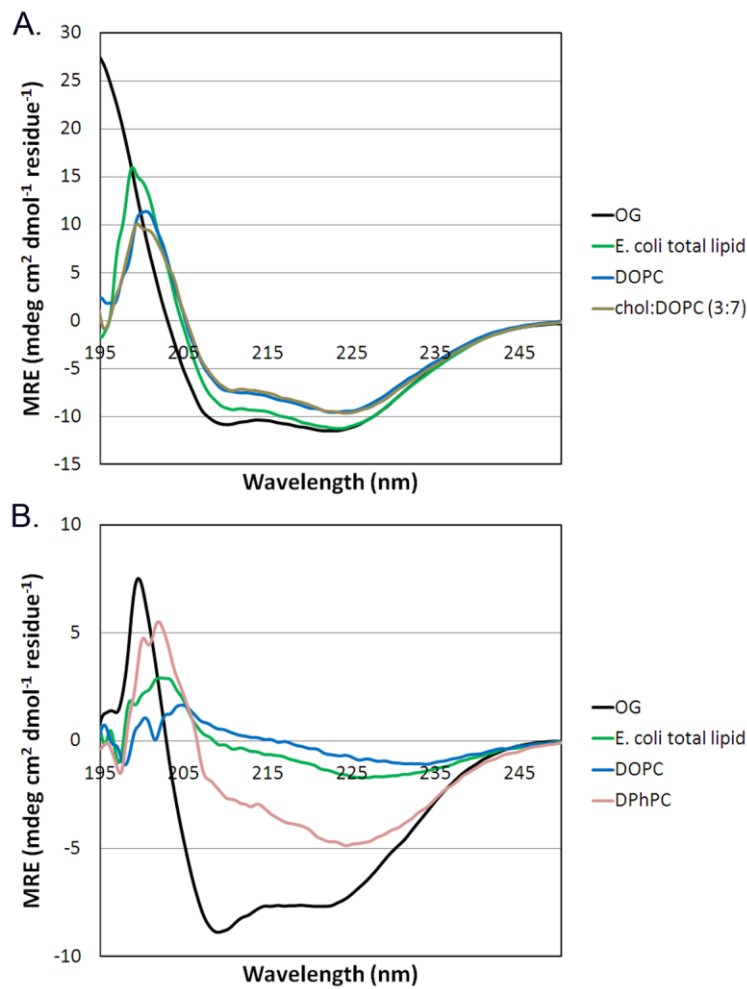 A.
30
25
20
15
10
5
0
-5
-10
-15
195
205
215
225
235
245
MRE (mdeg cm² dmol⁻¹ residue⁻¹)
Wavelength (nm)
OG
E. coli total lipid
DOPC
chol:DOPC (3:7)
B.
10
5
0
-5
-10
195
205
215
225
235
245
MRE (mdeg cm² dmol⁻¹ residue⁻¹)
Wavelength (nm)
OG
E. coli total lipid
DOPC
DPhPC